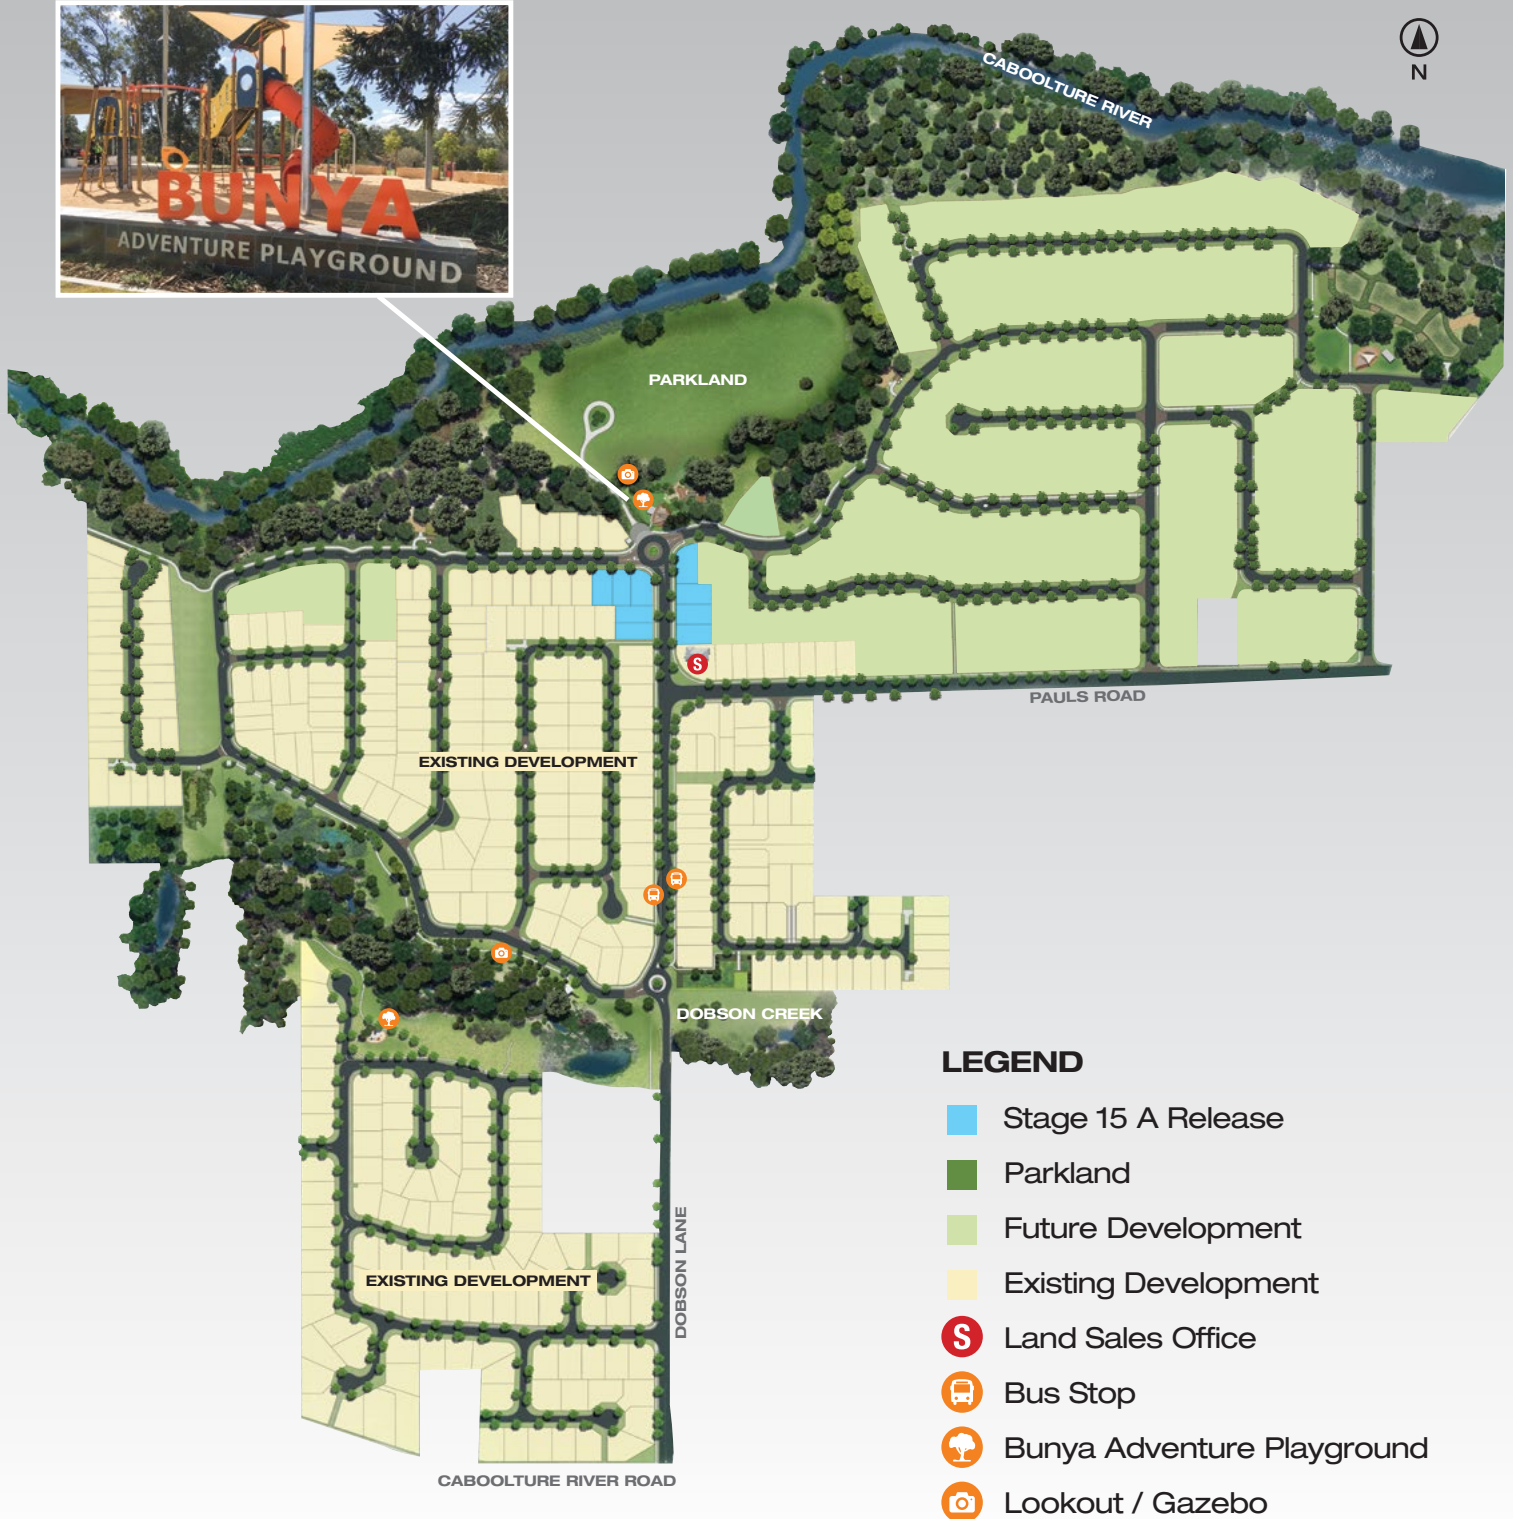 BUNYA
ADVENTURE PLAYGROUND
CABOOLTURE RIVER
N
PARKLAND
S
PAULS ROAD
EXISTING DEVELOPMENT
DOBSON CREEK
DOBSON LANE
EXISTING DEVELOPMENT
CABOOLTURE RIVER ROAD
LEGEND
Stage 15 A Release
Parkland
Future Development
Existing Development
S Land Sales Office
Bus Stop
Bunya Adventure Playground
Lookout / Gazebo